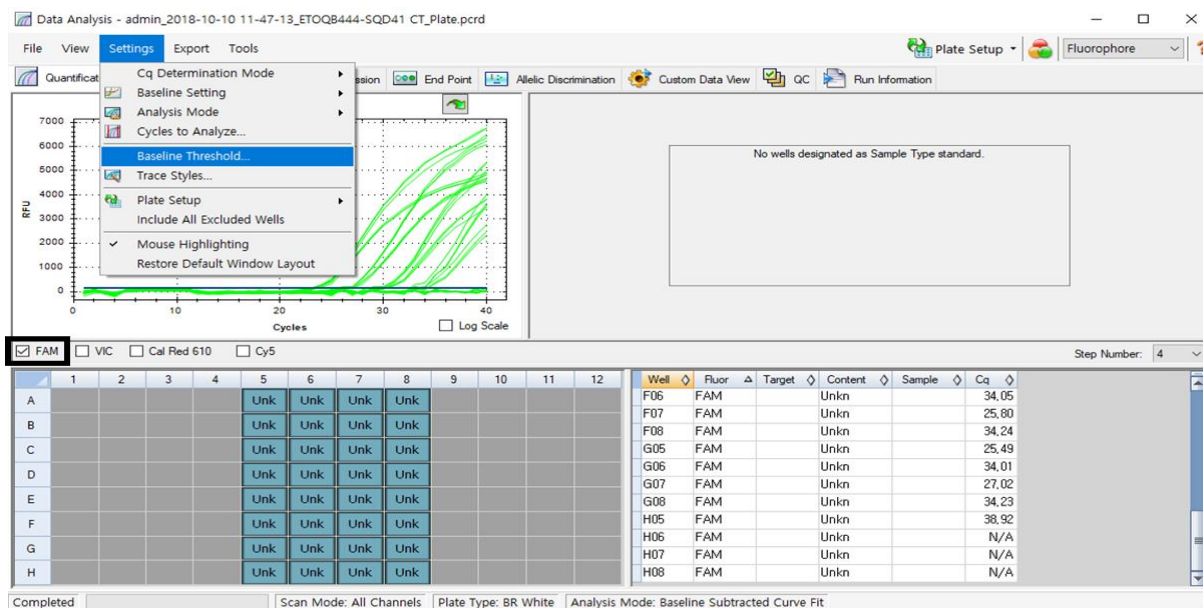 Data Analysis - admin_2018-10-10 11-47-13_ETOQB444-SQD41 CT_Plate.pcrd
File View Settings Export Tools Plate Setup Fluorophore
Quantificat ssion End Point Allelic Discrimination Custom Data View QC Run Information
Cq Determination Mode
Baseline Setting
Analysis Mode
Cycles to Analyze...
Baseline Threshold...
Trace Styles...
Plate Setup
Include All Excluded Wells
Mouse Highlighting
Restore Default Window Layout
7000
6000
5000
4000
3000
2000
1000
0
RFU
0 10 20 30 40
Cycles
Log Scale
No wells designated as Sample Type standard.
FAM VIC Cal Red 610 Cy5 Step Number: 4
1 2 3 4 5 6 7 8 9 10 11 12
A Unk Unk Unk Unk
B Unk Unk Unk Unk
C Unk Unk Unk Unk
D Unk Unk Unk Unk
E Unk Unk Unk Unk
F Unk Unk Unk Unk
G Unk Unk Unk Unk
H Unk Unk Unk Unk
Well Fluor Target Content Sample Cq
F06 FAM Unkn 34,05
F07 FAM Unkn 25,80
F08 FAM Unkn 34,24
G05 FAM Unkn 25,49
G06 FAM Unkn 34,01
G07 FAM Unkn 27,02
G08 FAM Unkn 34,23
H05 FAM Unkn 38,92
H06 FAM Unkn N/A
H07 FAM Unkn N/A
H08 FAM Unkn N/A
Completed Scan Mode: All Channels Plate Type: BR White Analysis Mode: Baseline Subtracted Curve Fit